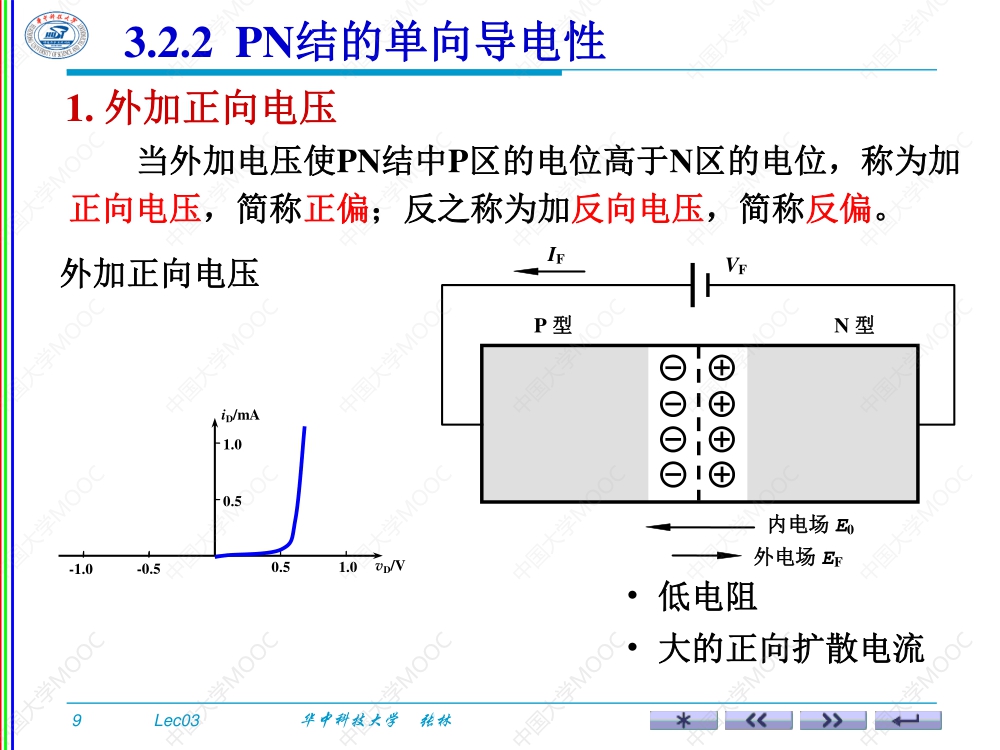 3.2.2 PN结的单向导电性
1. 外加正向电压
当外加电压使PN结中P区的电位高于N区的电位，称为加
正向电压，简称正偏；反之称为加反向电压，简称反偏。
外加正向电压
IF
VF
P 型
N 型
iD/mA
1.0
0.5
-1.0
-0.5
0.5
1.0
vD/V
内电场 E0
外电场 EF
• 低电阻
• 大的正向扩散电流
9
Lec03
华中科技大学 张林
中国大学MOOC